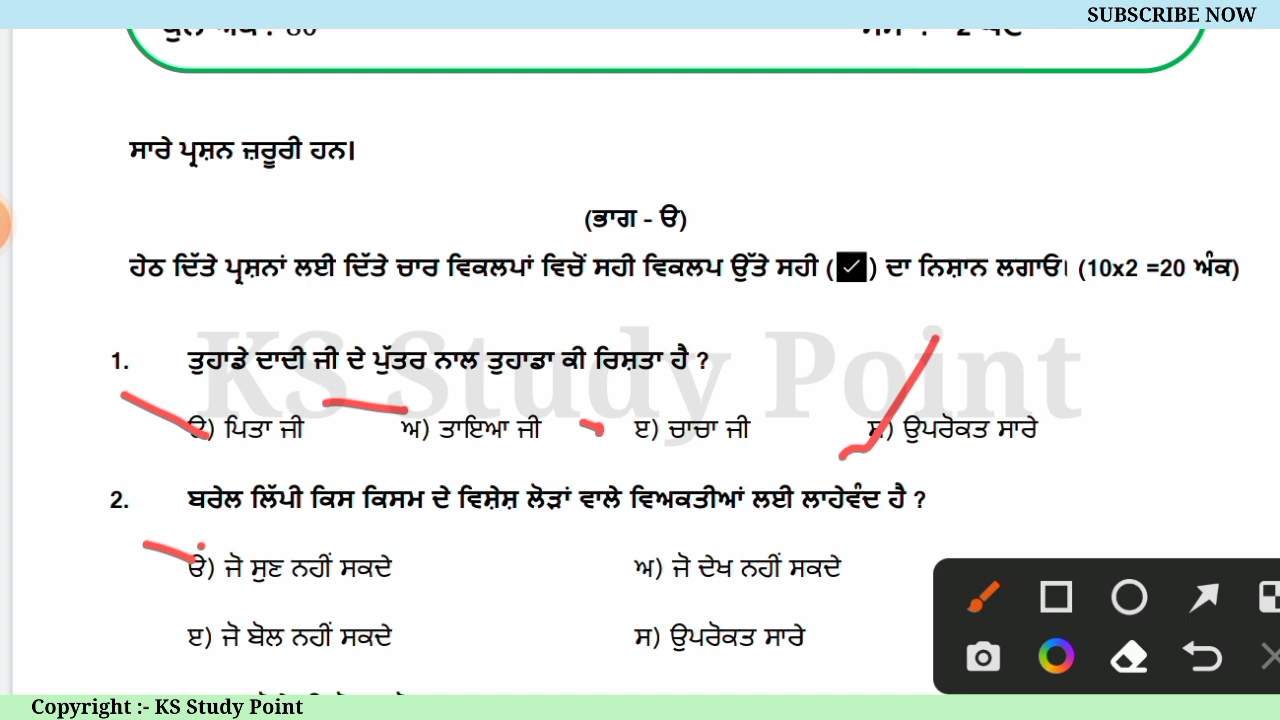 SUBSCRIBE NOW
ਸਾਰੇ ਪ੍ਰਸ਼ਨ ਜ਼ਰੂਰੀ ਹਨ।
(ਭਾਗ - ੳ)
ਹੇਠ ਦਿੱਤੇ ਪ੍ਰਸ਼ਨਾਂ ਲਈ ਦਿੱਤੇ ਚਾਰ ਵਿਕਲਪਾਂ ਵਿਚੋਂ ਸਹੀ ਵਿਕਲਪ ਉੱਤੇ ਸਹੀ (✓) ਦਾ ਨਿਸ਼ਾਨ ਲਗਾਓ। (10x2 =20 ਅੰਕ)
KS Study Point
1. ਤੁਹਾਡੇ ਦਾਦੀ ਜੀ ਦੇ ਪੁੱਤਰ ਨਾਲ ਤੁਹਾਡਾ ਕੀ ਰਿਸ਼ਤਾ ਹੈ ?
ੳ) ਪਿਤਾ ਜੀ ਅ) ਤਾਇਆ ਜੀ ੲ) ਚਾਚਾ ਜੀ ਸ) ਉਪਰੋਕਤ ਸਾਰੇ
2. ਬਰੇਲ ਲਿੱਪੀ ਕਿਸ ਕਿਸਮ ਦੇ ਵਿਸ਼ੇਸ਼ ਲੋੜਾਂ ਵਾਲੇ ਵਿਅਕਤੀਆਂ ਲਈ ਲਾਹੇਵੰਦ ਹੈ ?
ੳ) ਜੋ ਸੁਣ ਨਹੀਂ ਸਕਦੇ ਅ) ਜੋ ਦੇਖ ਨਹੀਂ ਸਕਦੇ
ੲ) ਜੋ ਬੋਲ ਨਹੀਂ ਸਕਦੇ ਸ) ਉਪਰੋਕਤ ਸਾਰੇ
Copyright :- KS Study Point